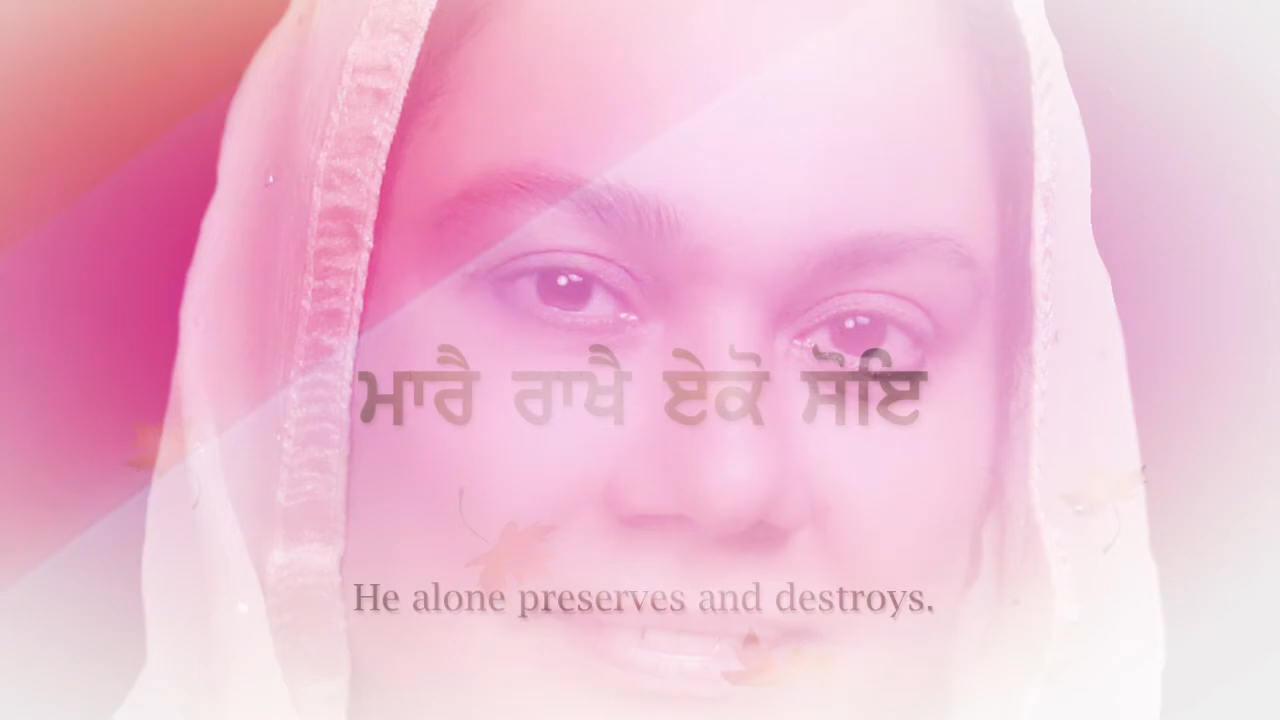 ਮਾਰੈ ਰਾਖੈ ਏਕੋ ਸੋਇ
He alone preserves and destroys.